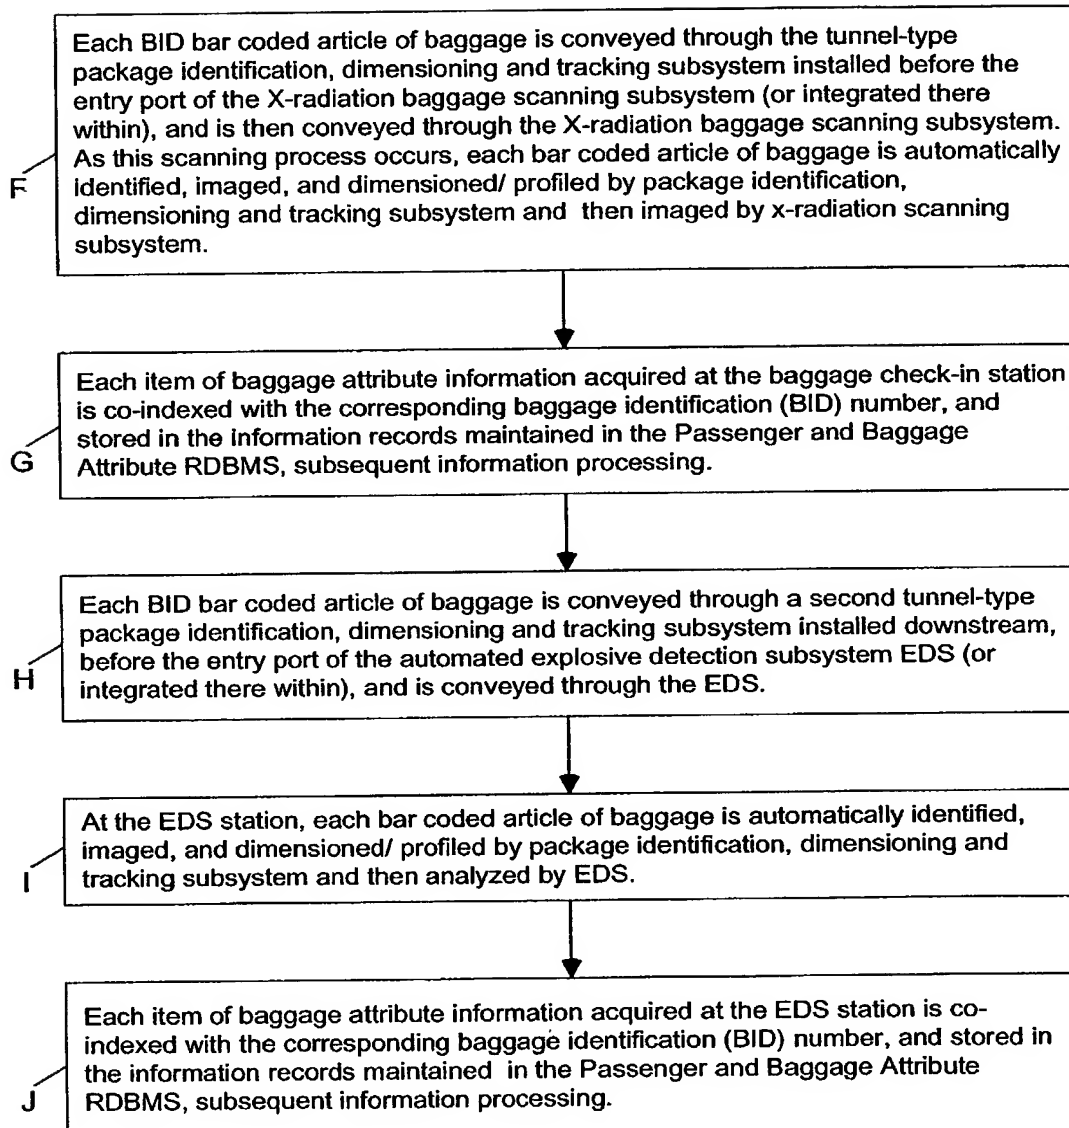 Each BID bar coded article of baggage is conveyed through the tunnel-type
package identification, dimensioning and tracking subsystem installed before the
entry port of the X-radiation baggage scanning subsystem (or integrated there
within), and is then conveyed through the X-radiation baggage scanning subsystem.
As this scanning process occurs, each bar coded article of baggage is automatically
identified, imaged, and dimensioned/ profiled by package identification,
dimensioning and tracking subsystem and then imaged by x-radiation scanning
subsystem.
F
Each item of baggage attribute information acquired at the baggage check-in station
is co-indexed with the corresponding baggage identification (BID) number, and
stored in the information records maintained in the Passenger and Baggage
Attribute RDBMS, subsequent information processing.
G
Each BID bar coded article of baggage is conveyed through a second tunnel-type
package identification, dimensioning and tracking subsystem installed downstream,
before the entry port of the automated explosive detection subsystem EDS (or
integrated there within), and is conveyed through the EDS.
H
At the EDS station, each bar coded article of baggage is automatically identified,
imaged, and dimensioned/ profiled by package identification, dimensioning and
tracking subsystem and then analyzed by EDS.
I
Each item of baggage attribute information acquired at the EDS station is co-
indexed with the corresponding baggage identification (BID) number, and stored in
the information records maintained in the Passenger and Baggage Attribute
RDBMS, subsequent information processing.
J